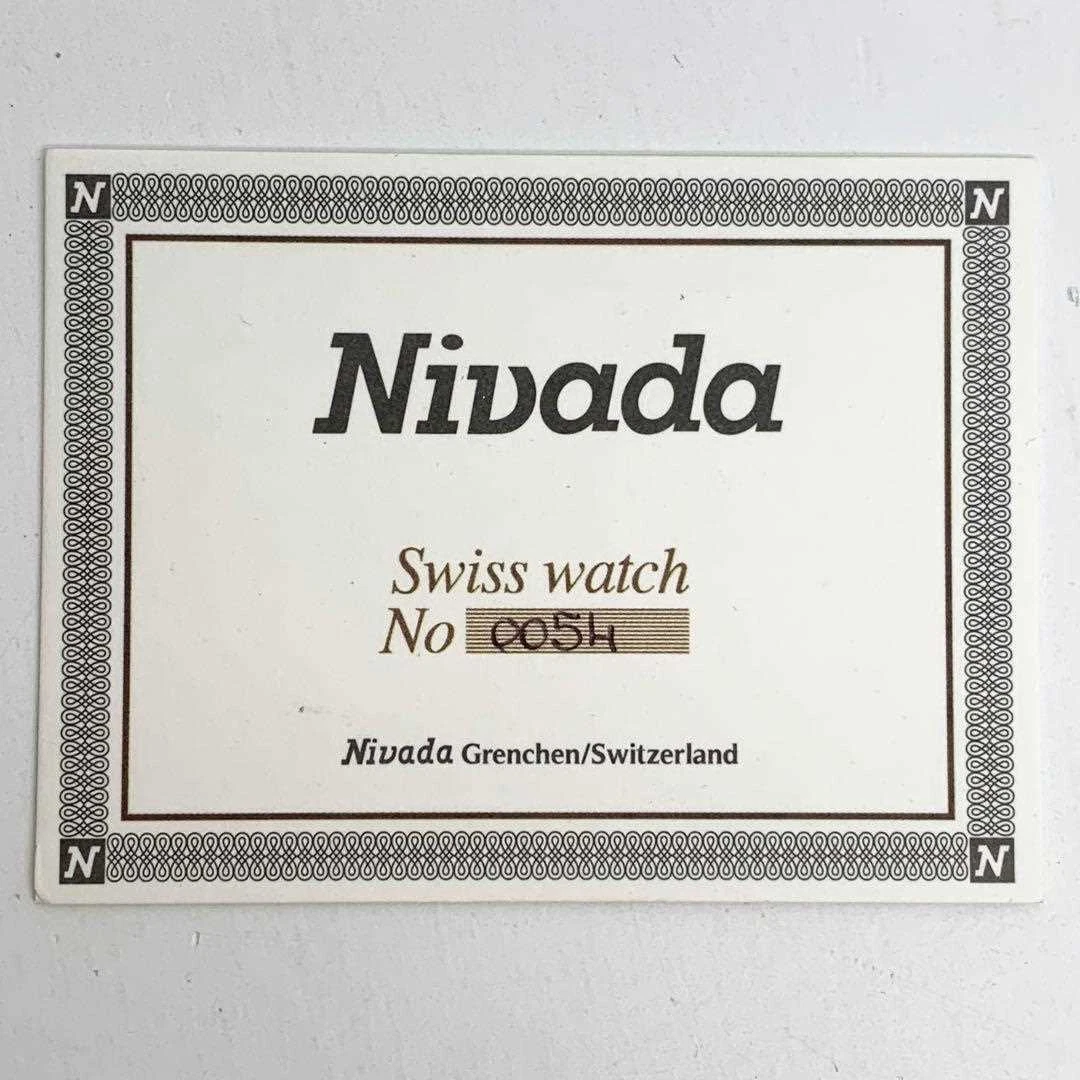 N N
Nivada
Swiss watch
No 0054
Nivada Grenchen/Switzerland
N N